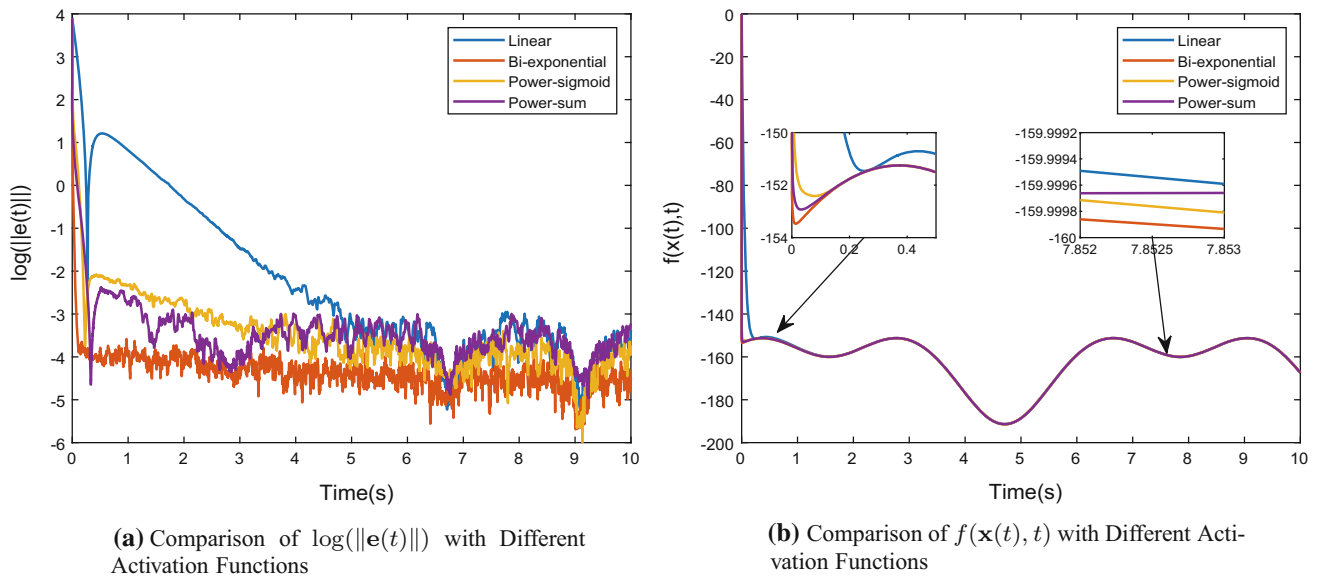 4
3
2
1
0
-1
-2
-3
-4
-5
-6
log(||e(t)||)
0 1 2 3 4 5 6 7 8 9 10
Time(s)
Linear
Bi-exponential
Power-sigmoid
Power-sum
(a) Comparison of log(‖e(t)‖) with Different
Activation Functions
0
-20
-40
-60
-80
-100
-120
-140
-160
-180
-200
f(x(t),t)
0 1 2 3 4 5 6 7 8 9 10
Time(s)
Linear
Bi-exponential
Power-sigmoid
Power-sum
-150
-152
-154
0 0.2 0.4
-159.9992
-159.9994
-159.9996
-159.9998
-160
7.852 7.8525 7.853
(b) Comparison of f(x(t), t) with Different Acti-
vation Functions